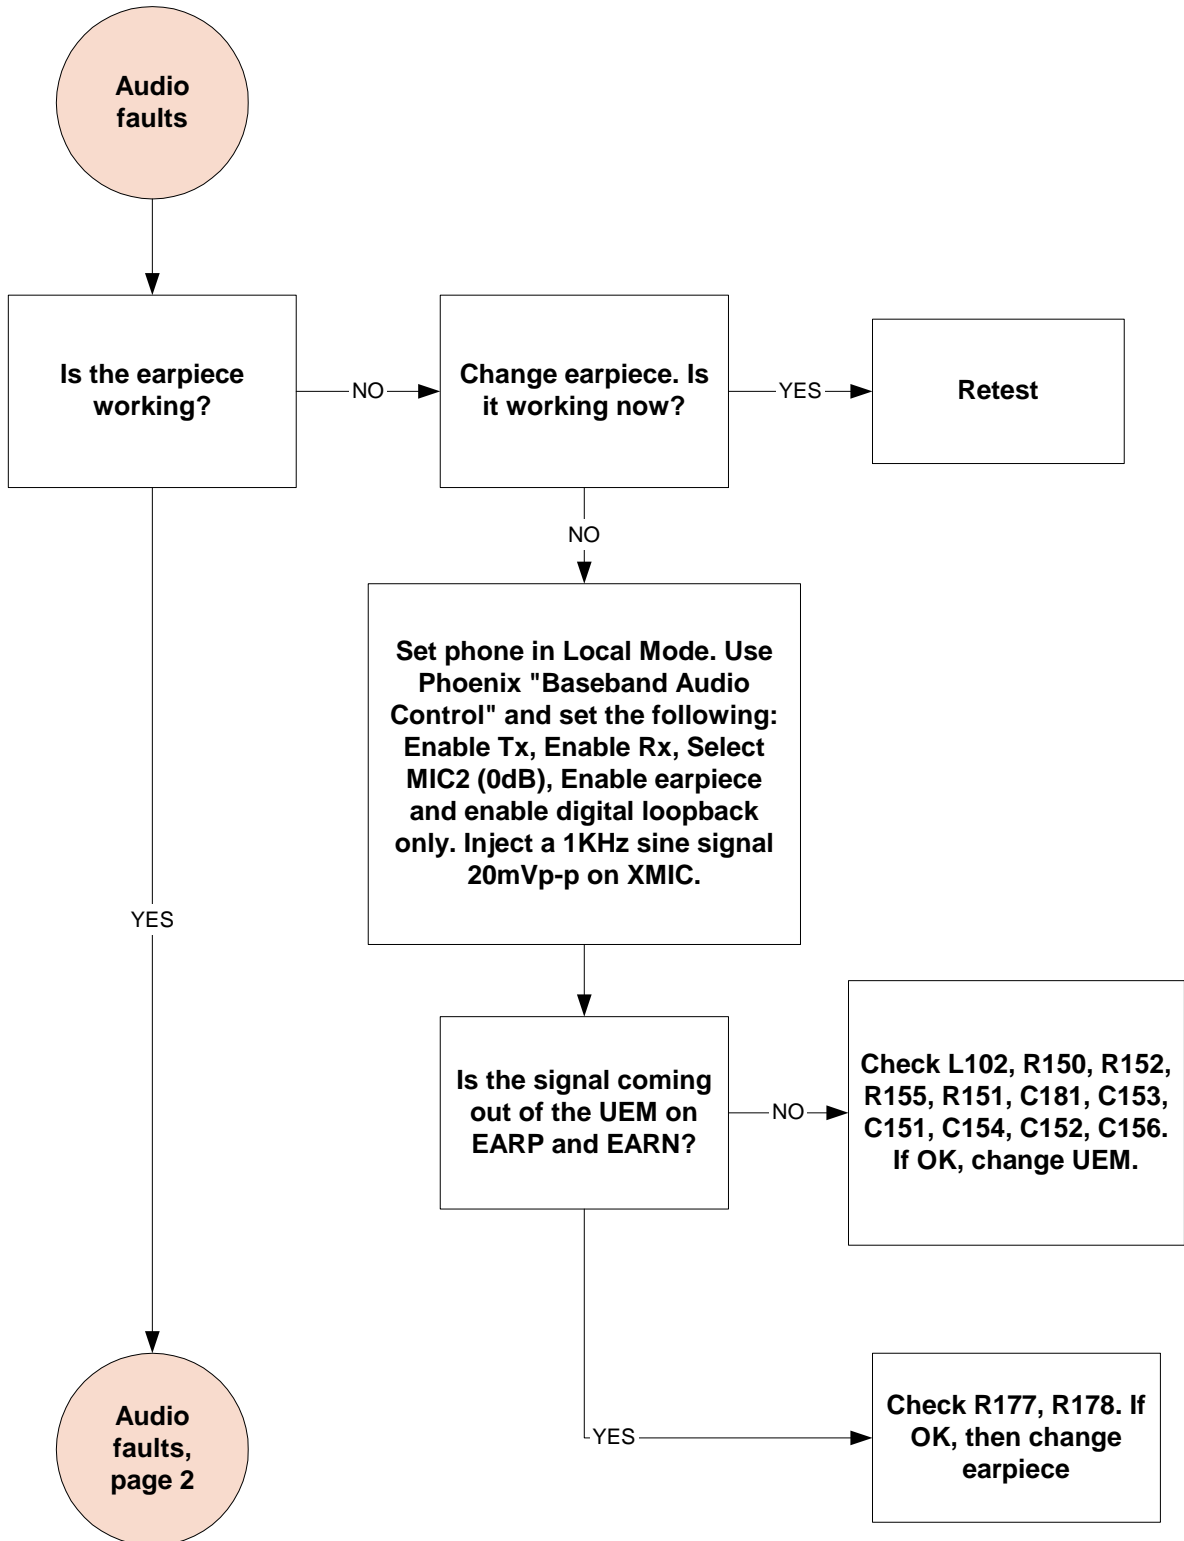 Audio
faults
Is the earpiece
working?
NO
Change earpiece. Is
it working now?
YES
Retest
NO
Set phone in Local Mode. Use
Phoenix "Baseband Audio
Control" and set the following:
Enable Tx, Enable Rx, Select
MIC2 (0dB), Enable earpiece
and enable digital loopback
only. Inject a 1KHz sine signal
20mVp-p on XMIC.
YES
Is the signal coming
out of the UEM on
EARP and EARN?
NO
Check L102, R150, R152,
R155, R151, C181, C153,
C151, C154, C152, C156.
If OK, change UEM.
YES
Check R177, R178. If
OK, then change
earpiece
Audio
faults,
page 2